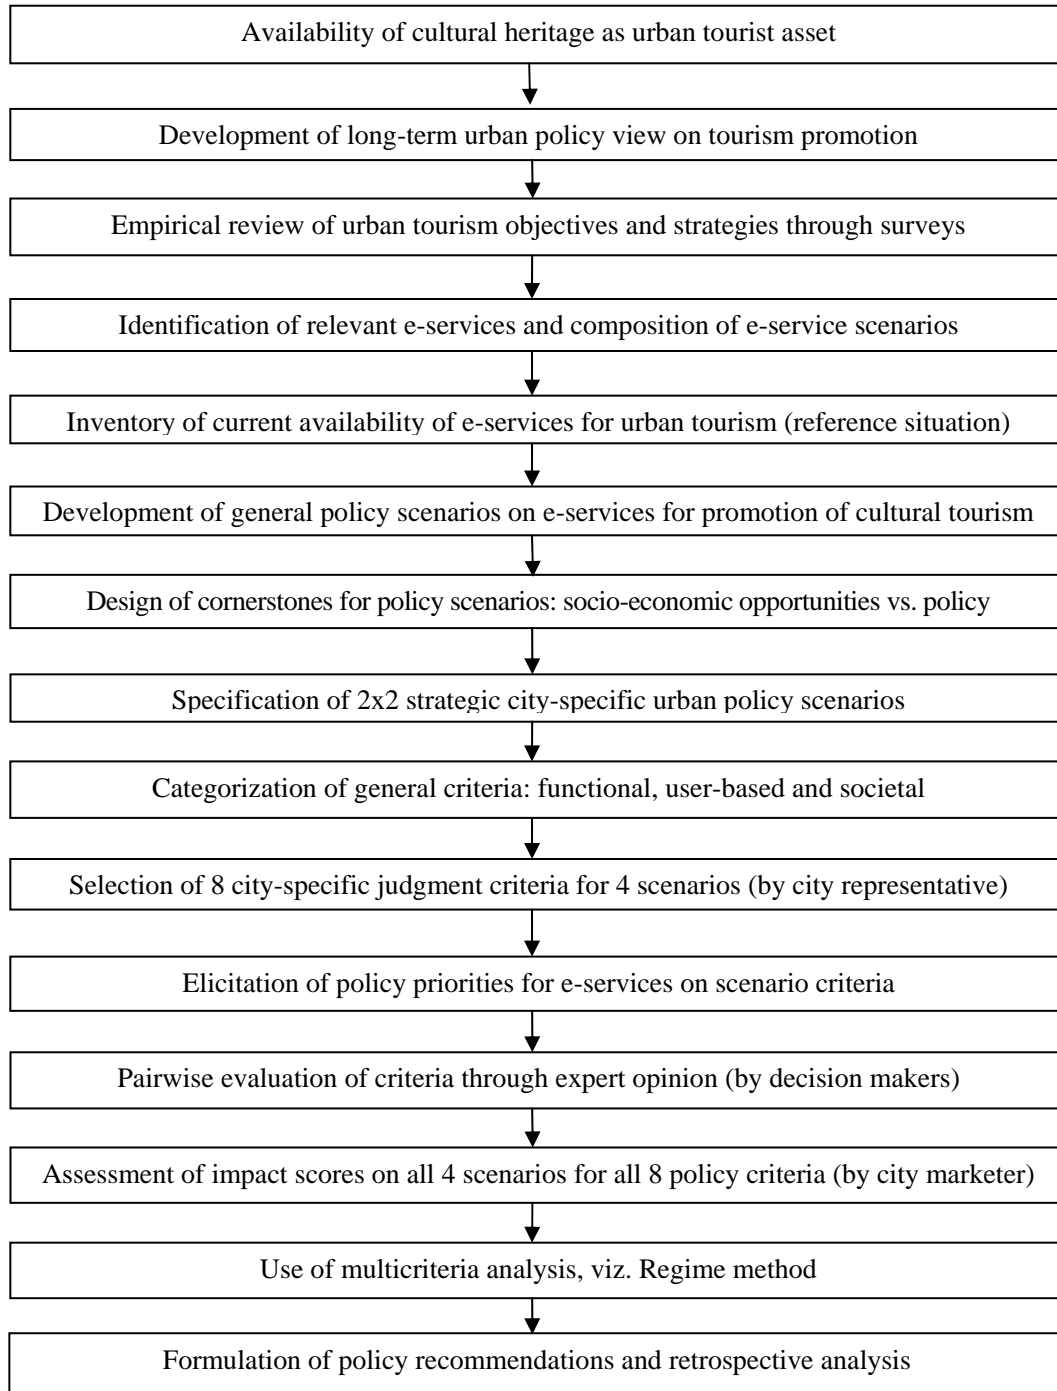 Availability of cultural heritage as urban tourist asset
Development of long-term urban policy view on tourism promotion
Empirical review of urban tourism objectives and strategies through surveys
Identification of relevant e-services and composition of e-service scenarios
Inventory of current availability of e-services for urban tourism (reference situation)
Development of general policy scenarios on e-services for promotion of cultural tourism
Design of cornerstones for policy scenarios: socio-economic opportunities vs. policy
Specification of 2x2 strategic city-specific urban policy scenarios
Categorization of general criteria: functional, user-based and societal
Selection of 8 city-specific judgment criteria for 4 scenarios (by city representative)
Elicitation of policy priorities for e-services on scenario criteria
Pairwise evaluation of criteria through expert opinion (by decision makers)
Assessment of impact scores on all 4 scenarios for all 8 policy criteria (by city marketer)
Use of multicriteria analysis, viz. Regime method
Formulation of policy recommendations and retrospective analysis